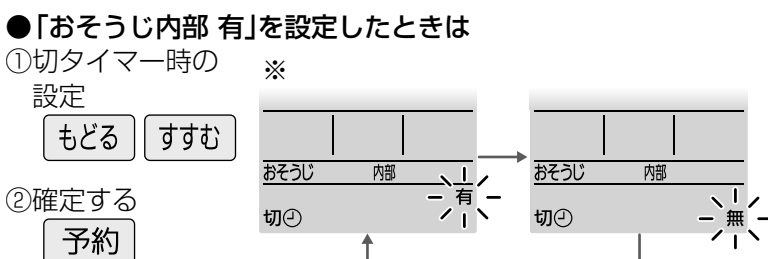 ●「おそうじ内部 有」を設定したときは
①切タイマー時の
設定
もどる すすむ
②確定する
予約
※
おそうじ 内部
有
切
おそうじ 内部
切 無